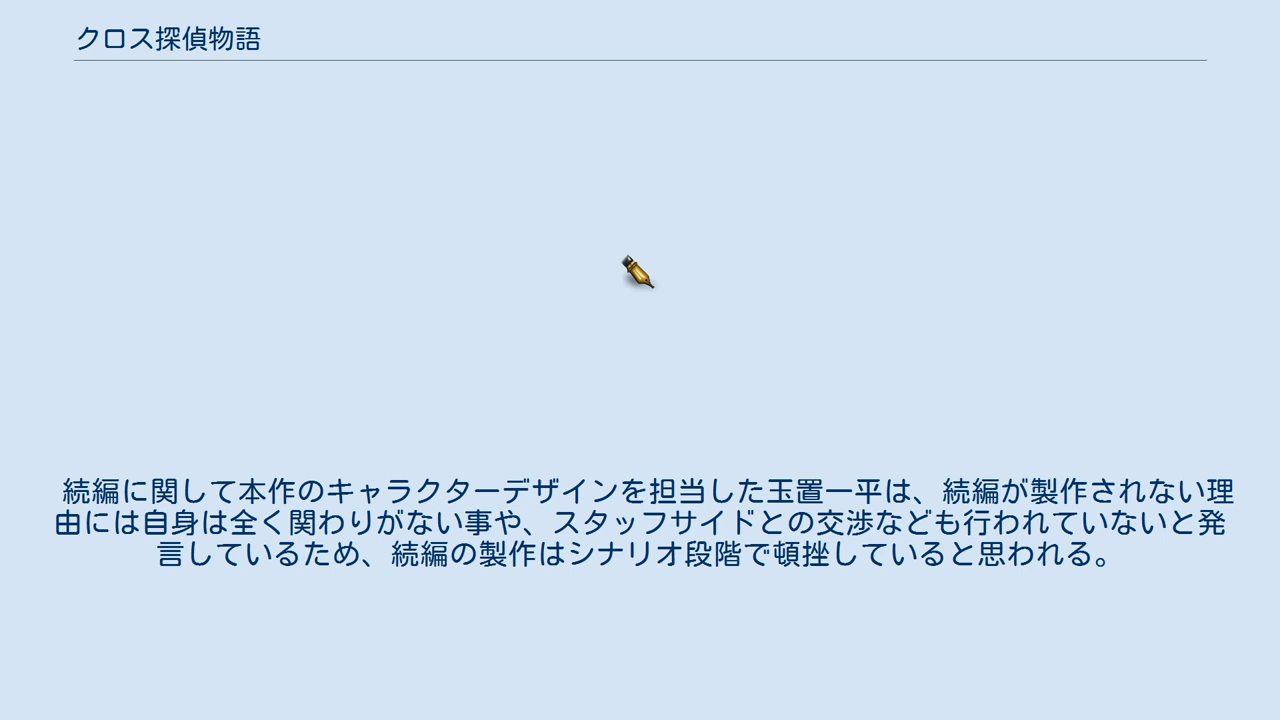 クロス探偵物語
続編に関して本作のキャラクターデザインを担当した玉置一平は、続編が製作されない理
由には自身は全く関わりがない事や、スタッフサイドとの交渉なども行われていないと発
言しているため、続編の製作はシナリオ段階で頓挫していると思われる。